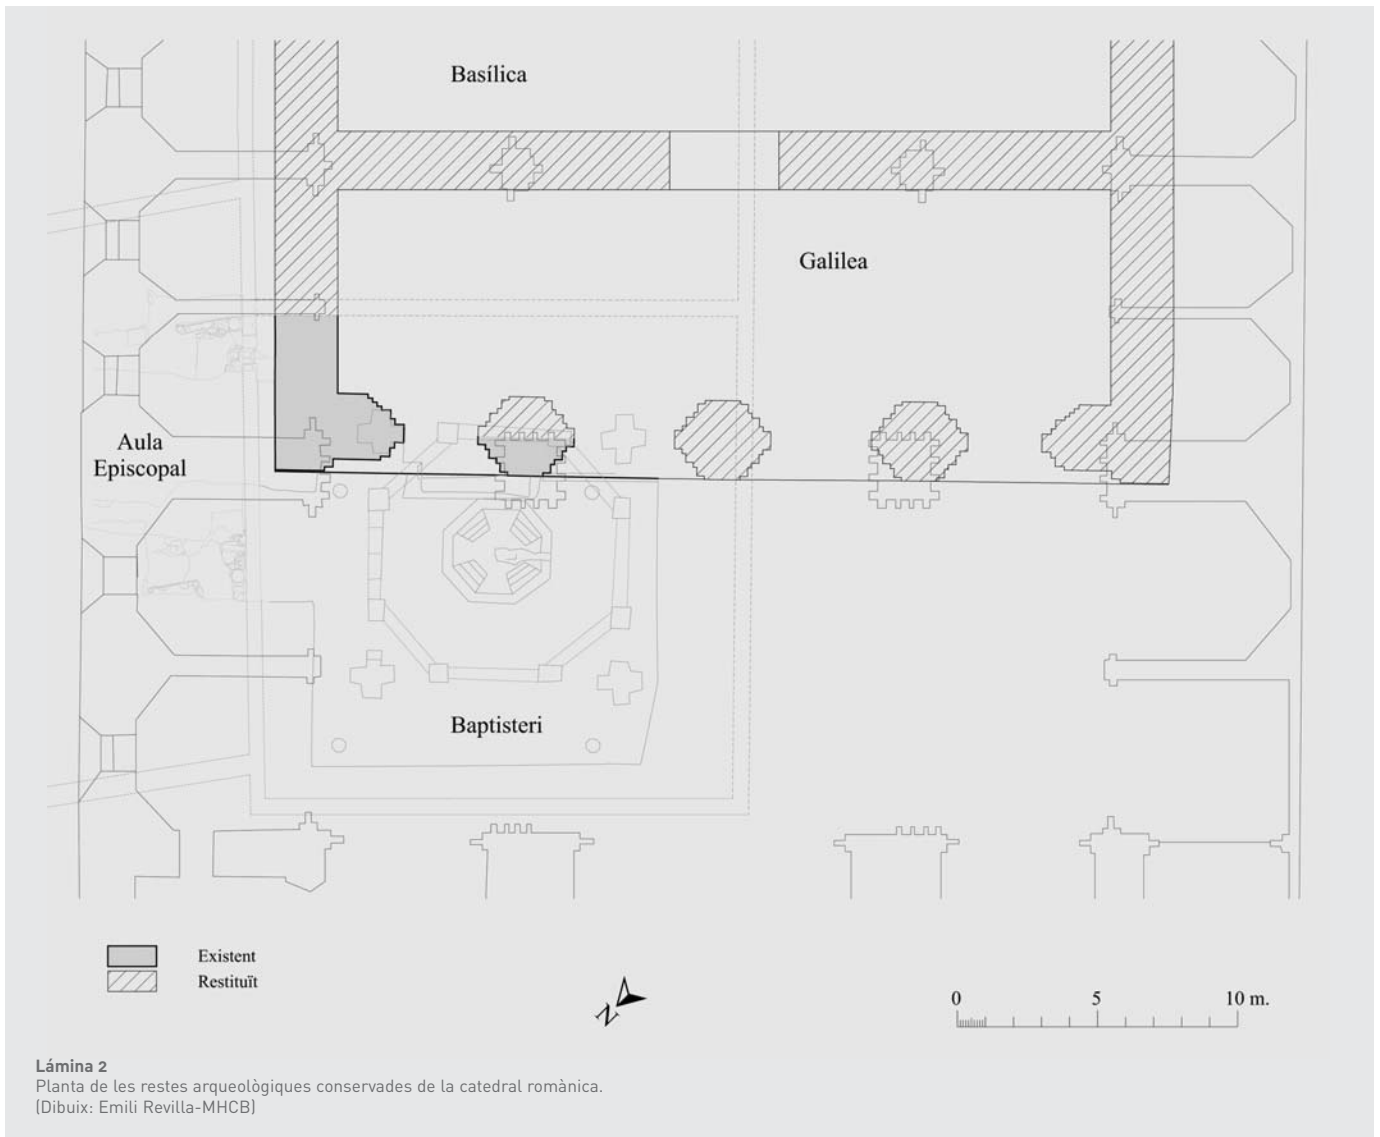 Basílica
Galilea
Aula
Episcopal
Baptisteri
Existent
Restituït
N
0 5 10 m.
Lámina 2
Planta de les restes arqueològiques conservades de la catedral romànica.
(Dibuix: Emili Revilla-MHCB)